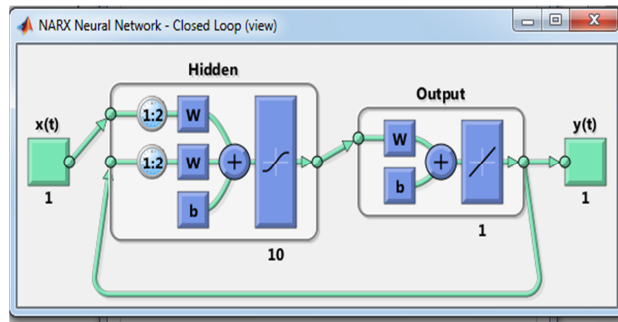 NARX Neural Network - Closed Loop (view)
Hidden
Output
x(t)
1:2
W
1:2
W
b
+
10
W
b
+
1
y(t)
1
1